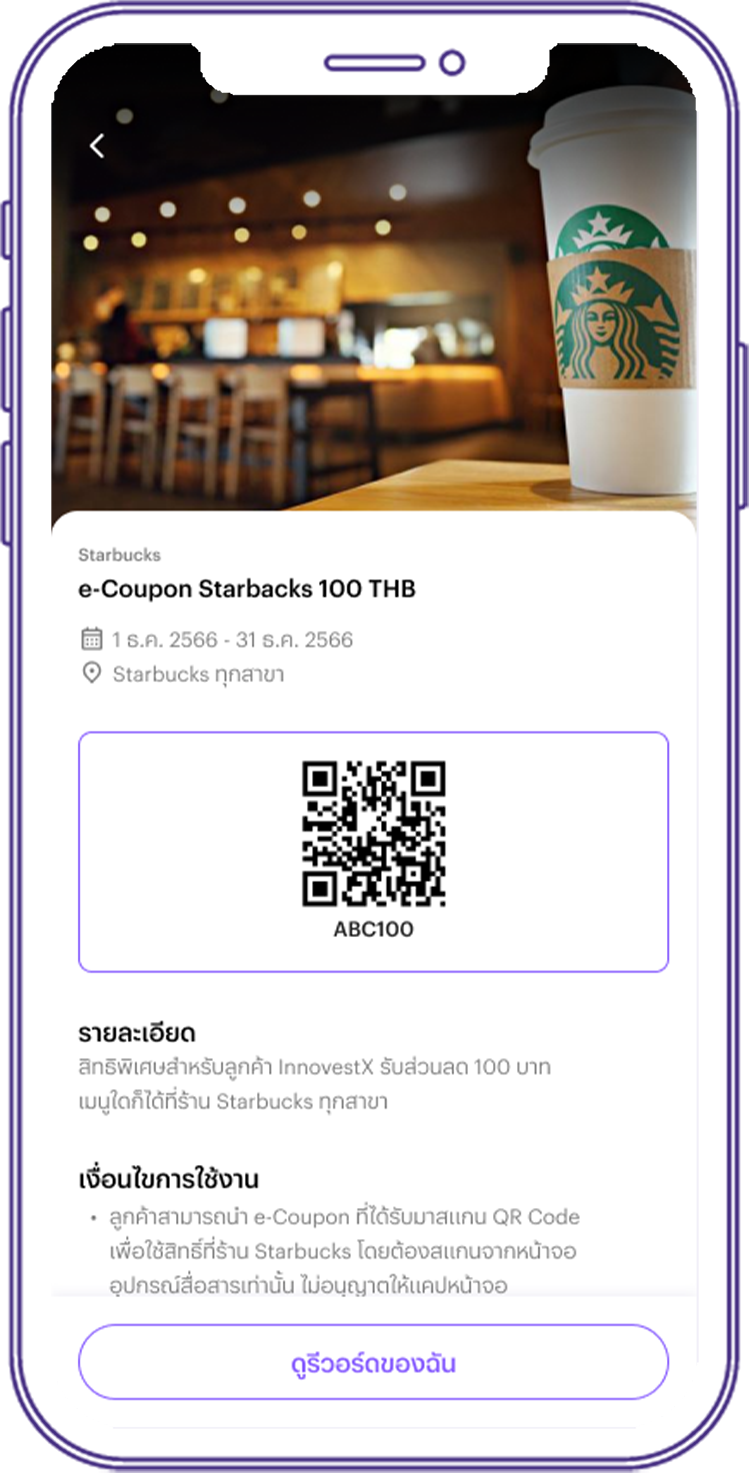 Starbucks
e-Coupon Starbacks 100 THB
1 ธ.ค. 2566 - 31 ธ.ค. 2566
Starbucks ทุกสาขา
ABC100
รายละเอียด
สิทธิพิเศษสำหรับลูกค้า InnovestX รับส่วนลด 100 บาท
เมนูใดก็ได้ที่ร้าน Starbucks ทุกสาขา
เงื่อนไขการใช้งาน
• ลูกค้าสามารถนำ e-Coupon ที่ได้รับมาสแกน QR Code
เพื่อใช้สิทธิ์ที่ร้าน Starbucks โดยต้องสแกนจากหน้าจอ
อุปกรณ์สื่อสารเท่านั้น ไม่อนุญาตให้แคปหน้าจอ
ดูรีวอร์ดของฉัน